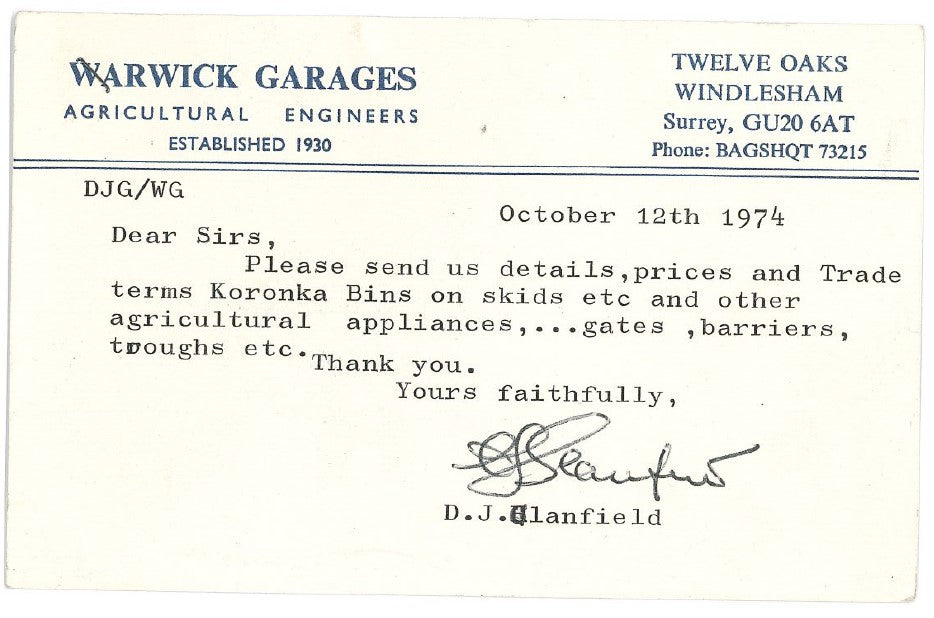 WARWICK GARAGES
AGRICULTURAL ENGINEERS
ESTABLISHED 1930
TWELVE OAKS
WINDLESHAM
Surrey, GU20 6AT
Phone: BAGSHQT 73215
DJG/WG
October 12th 1974
Dear Sirs,
Please send us details,prices and Trade
terms Koronka Bins on skids etc and other
agricultural appliances,...gates ,barriers,
troughs etc.
Thank you.
Yours faithfully,
D.J.Glanfield